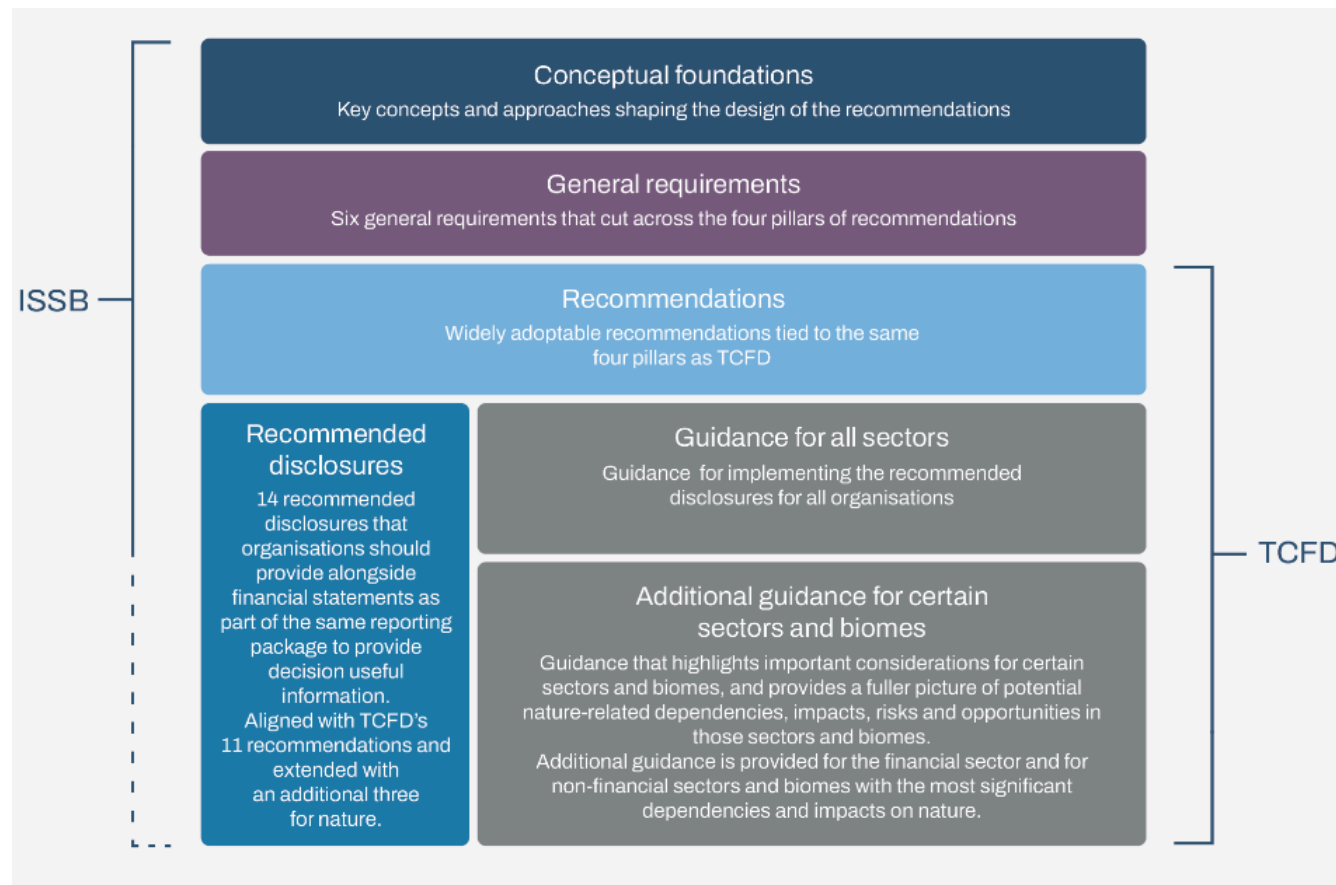 Conceptual foundations
Key concepts and approaches shaping the design of the recommendations
General requirements
Six general requirements that cut across the four pillars of recommendations
ISSB
Recommendations
Widely adoptable recommendations tied to the same
four pillars as TCFD
Recommended
disclosures
14 recommended
disclosures that
organisations should
provide alongside
financial statements as
part of the same reporting
package to provide
decision useful
information.
Aligned with TCFD's
11 recommendations and
extended with
an additional three
for nature.
Guidance for all sectors
Guidance for implementing the recommended
disclosures for all organisations
Additional guidance for certain
sectors and biomes
Guidance that highlights important considerations for certain
sectors and biomes, and provides a fuller picture of potential
nature-related dependencies, impacts, risks and opportunities in
those sectors and biomes.
Additional guidance is provided for the financial sector and for
non-financial sectors and biomes with the most significant
dependencies and impacts on nature.
TCFD